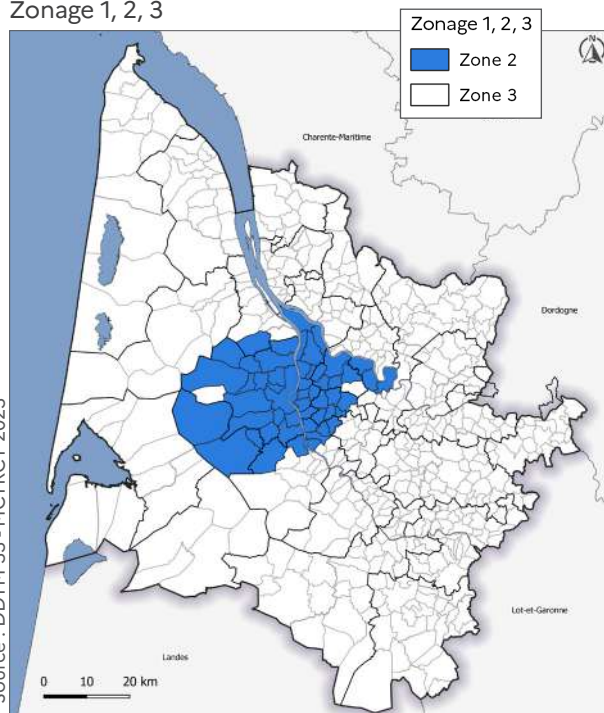 Zonage 1, 2, 3
Zonage 1, 2, 3
Zone 2
Zone 3
N
Charente-Maritime
Dordogne
Lot-et-Garonne
Landes
0 10 20 km